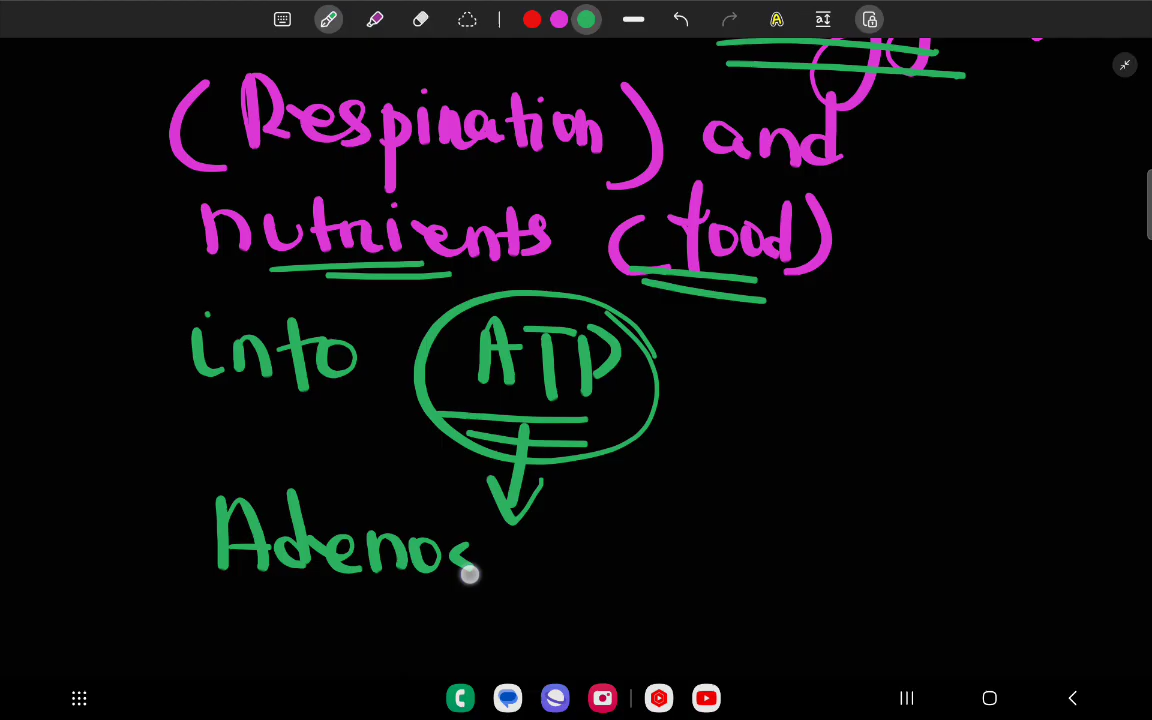 (Respiration) and
nutrients (food)
into ATP
Adenos